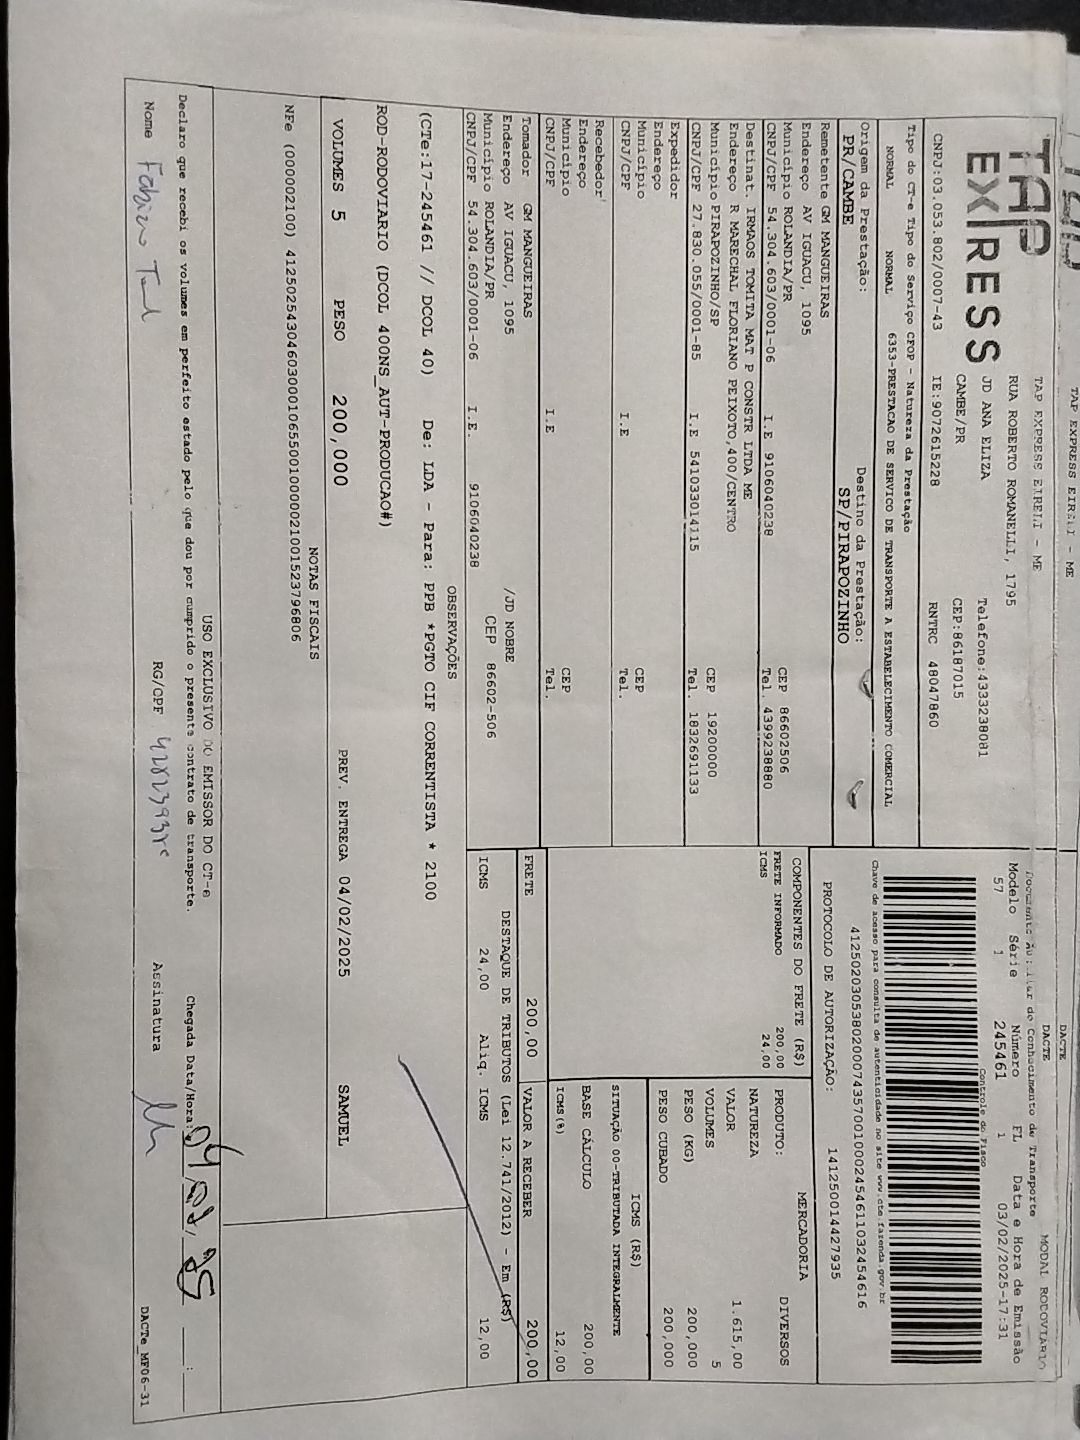 TAP EXPRESS EIRELI - ME
DACTE
TAP EXPRESS
TAP EXPRESS EIRELI - ME
RUA ROBERTO ROMANELLI, 1795
JD ANA ELIZA
CAMBE/PR
Telefone:4333238081
CEP:86187015
CNPJ:03.053.802/0007-43 IE:9072615228 RNTRC 48047860
DACTE MODAL RODOVIARIO
Documento Auxiliar do Conhecimento de Transporte
Modelo Série Número FL Data e Hora de Emissão
57 1 245461 1 03/02/2025-17:31
Controle do Fisco
Chave de acesso para consulta de autenticidade no site www.cte.fazenda.gov.br
41250203053802000743570010002454611032454616
PROTOCOLO DE AUTORIZAÇÃO: 141250014427935
Tipo do CT-e Tipo do Serviço CFOP - Natureza da Prestação
NORMAL NORMAL 6353-PRESTACAO DE SERVICO DE TRANSPORTE A ESTABELECIMENTO COMERCIAL
Origem da Prestação: Destino da Prestação:
PR/CAMBE SP/PIRAPOZINHO
Remetente GM MANGUEIRAS
Endereço AV IGUACU, 1095
Município ROLANDIA/PR CEP 86602506
CNPJ/CPF 54.304.603/0001-06 I.E 9106040238 Tel. 4399238880
Destinat. IRMAOS TOMITA MAT P CONSTR LTDA ME
Endereço R MARECHAL FLORIANO PEIXOTO,400/CENTRO
Município PIRAPOZINHO/SP CEP 19200000
CNPJ/CPF 27.830.055/0001-85 I.E 541033014115 Tel. 1832691133
Expedidor
Endereço
Município CEP
CNPJ/CPF I.E Tel.
Recebedor
Endereço
Município CEP
CNPJ/CPF I.E Tel.
Tomador GM MANGUEIRAS
Endereço AV IGUACU, 1095 /JD NOBRE
Município ROLANDIA/PR CEP 86602-506
CNPJ/CPF 54.304.603/0001-06 I.E. 9106040238
COMPONENTES DO FRETE (R$)
FRETE INFORMADO 200,00
ICMS 24,00
MERCADORIA
PRODUTO: DIVERSOS
NATUREZA
VALOR 1.615,00
VOLUMES 5
PESO (KG) 200,000
PESO CUBADO 200,000
ICMS (R$)
SITUAÇÃO 00-TRIBUTADA INTEGRALMENTE
BASE CÁLCULO 200,00
ICMS(%) 12,00
FRETE 200,00 VALOR A RECEBER 200,00
DESTAQUE DE TRIBUTOS (Lei 12.741/2012) - Em (R$)
ICMS 24,00 Aliq. ICMS 12,00
OBSERVAÇÕES
(CTe:17-245461 // DCOL 40) De: LDA - Para: PPB *PGTO CIF CORRENTISTA * 2100
ROD-RODOVIARIO (DCOL 400NS_AUT-PRODUCAO#)
VOLUMES 5 PESO 200,000 PREV. ENTREGA 04/02/2025 SAMUEL
NOTAS FISCAIS
NFe (000002100) 41250254304603000106550010000021001523796806
USO EXCLUSIVO DO EMISSOR DO CT-e
Declaro que recebi os volumes em perfeito estado pelo que dou por cumprido o presente contrato de transporte. Chegada Data/Hora: :
Nome RG/CPF Assinatura
DACTe_MF06-31